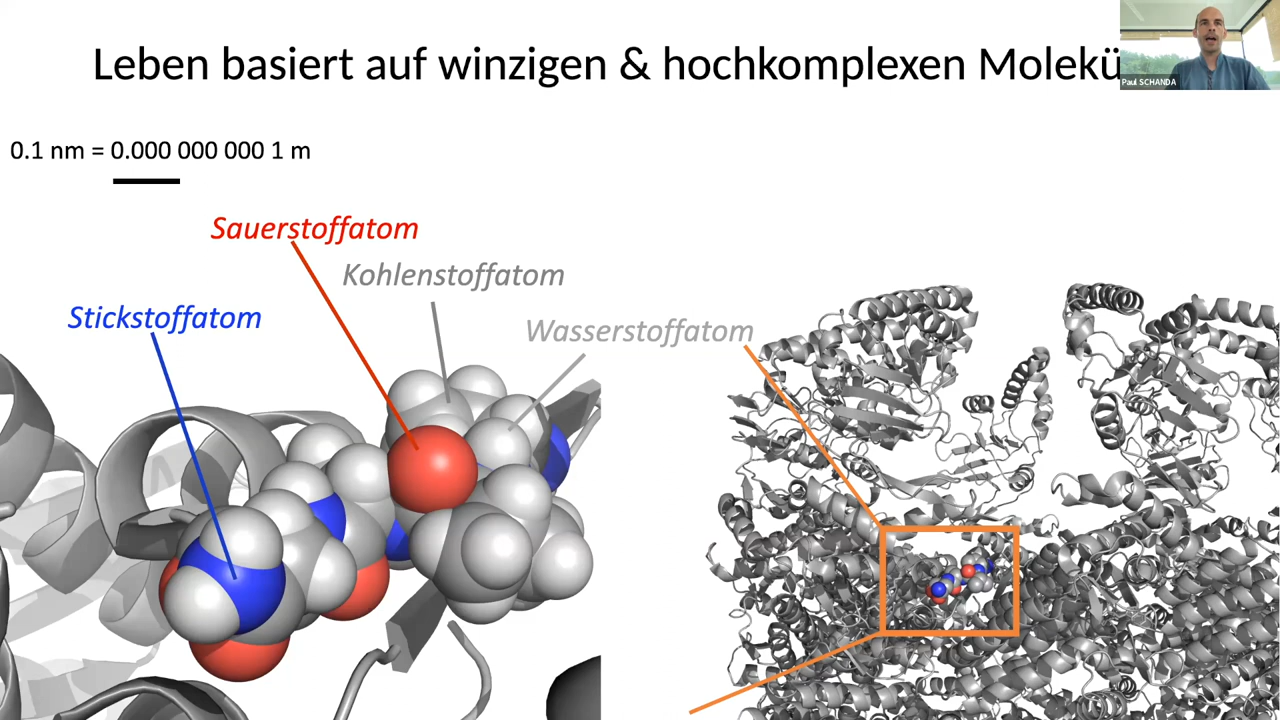 Leben basiert auf winzigen & hochkomplexen Molekü
Paul SCHANDA
0.1 nm = 0.000 000 000 1 m
Sauerstoffatom
Kohlenstoffatom
Stickstoffatom
Wasserstoffatom